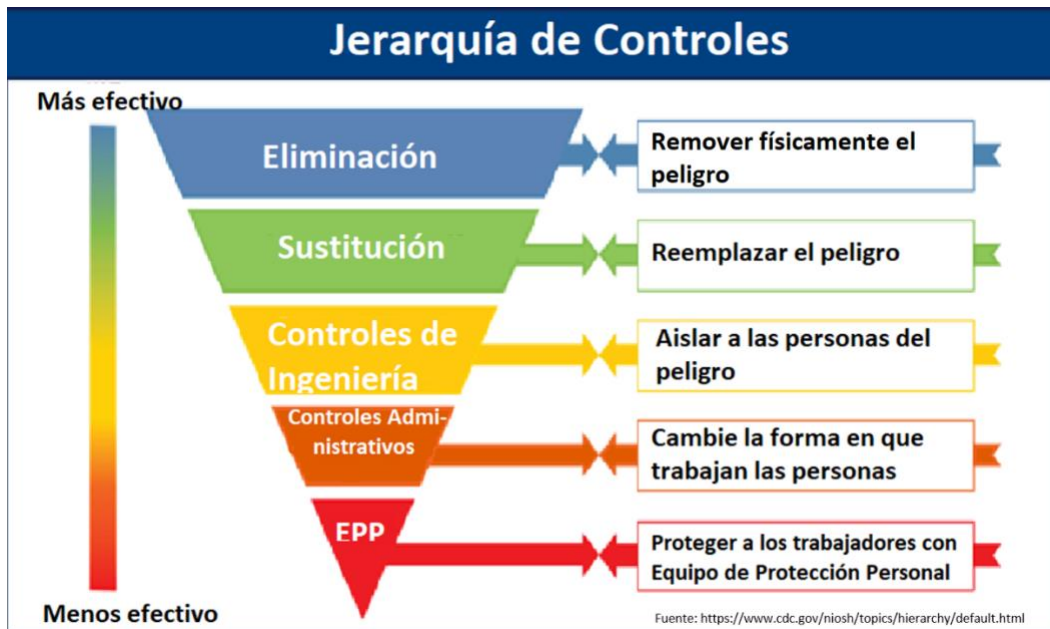 Jerarquía de Controles
Más efectivo
Eliminación
Remover físicamente el
peligro
Sustitución
Reemplazar el peligro
Controles de
Ingeniería
Aislar a las personas del
peligro
Controles Admi-
nistrativos
Cambie la forma en que
trabajan las personas
EPP
Proteger a los trabajadores con
Equipo de Protección Personal
Menos efectivo
Fuente: https://www.cdc.gov/niosh/topics/hierarchy/default.html